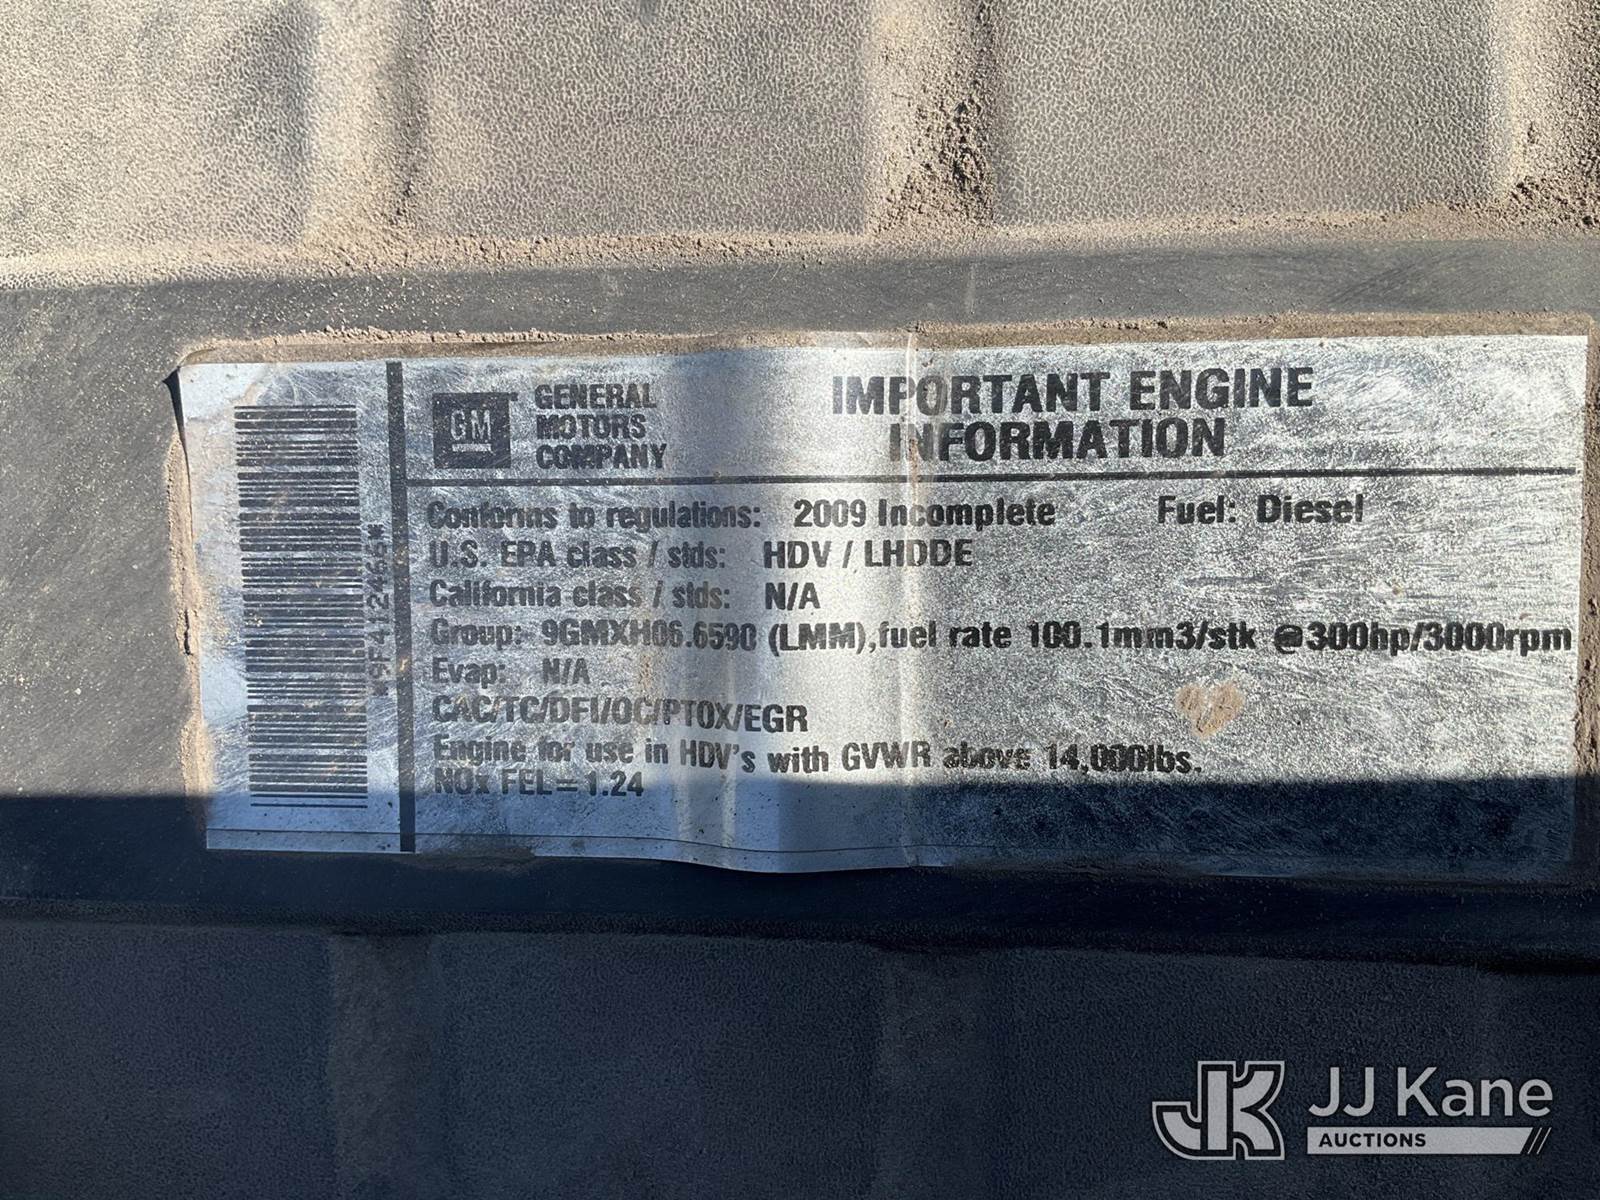 GM
GENERAL
MOTORS
COMPANY
IMPORTANT ENGINE
INFORMATION
Conforms to regulations: 2009 Incomplete Fuel: Diesel
U.S. EPA class / stds: HDV / LHDDE
California class / stds: N/A
Group: 9GMXH06.6590 (LMM),fuel rate 100.1mm3/stk @300hp/3000rpm
Evap: N/A
CAC/TC/DFI/OC/PTOX/EGR
Engine for use in HDV's with GVWR above 14,000lbs.
NOx FEL=1.24
*9F412466*
JK
JJ Kane
AUCTIONS